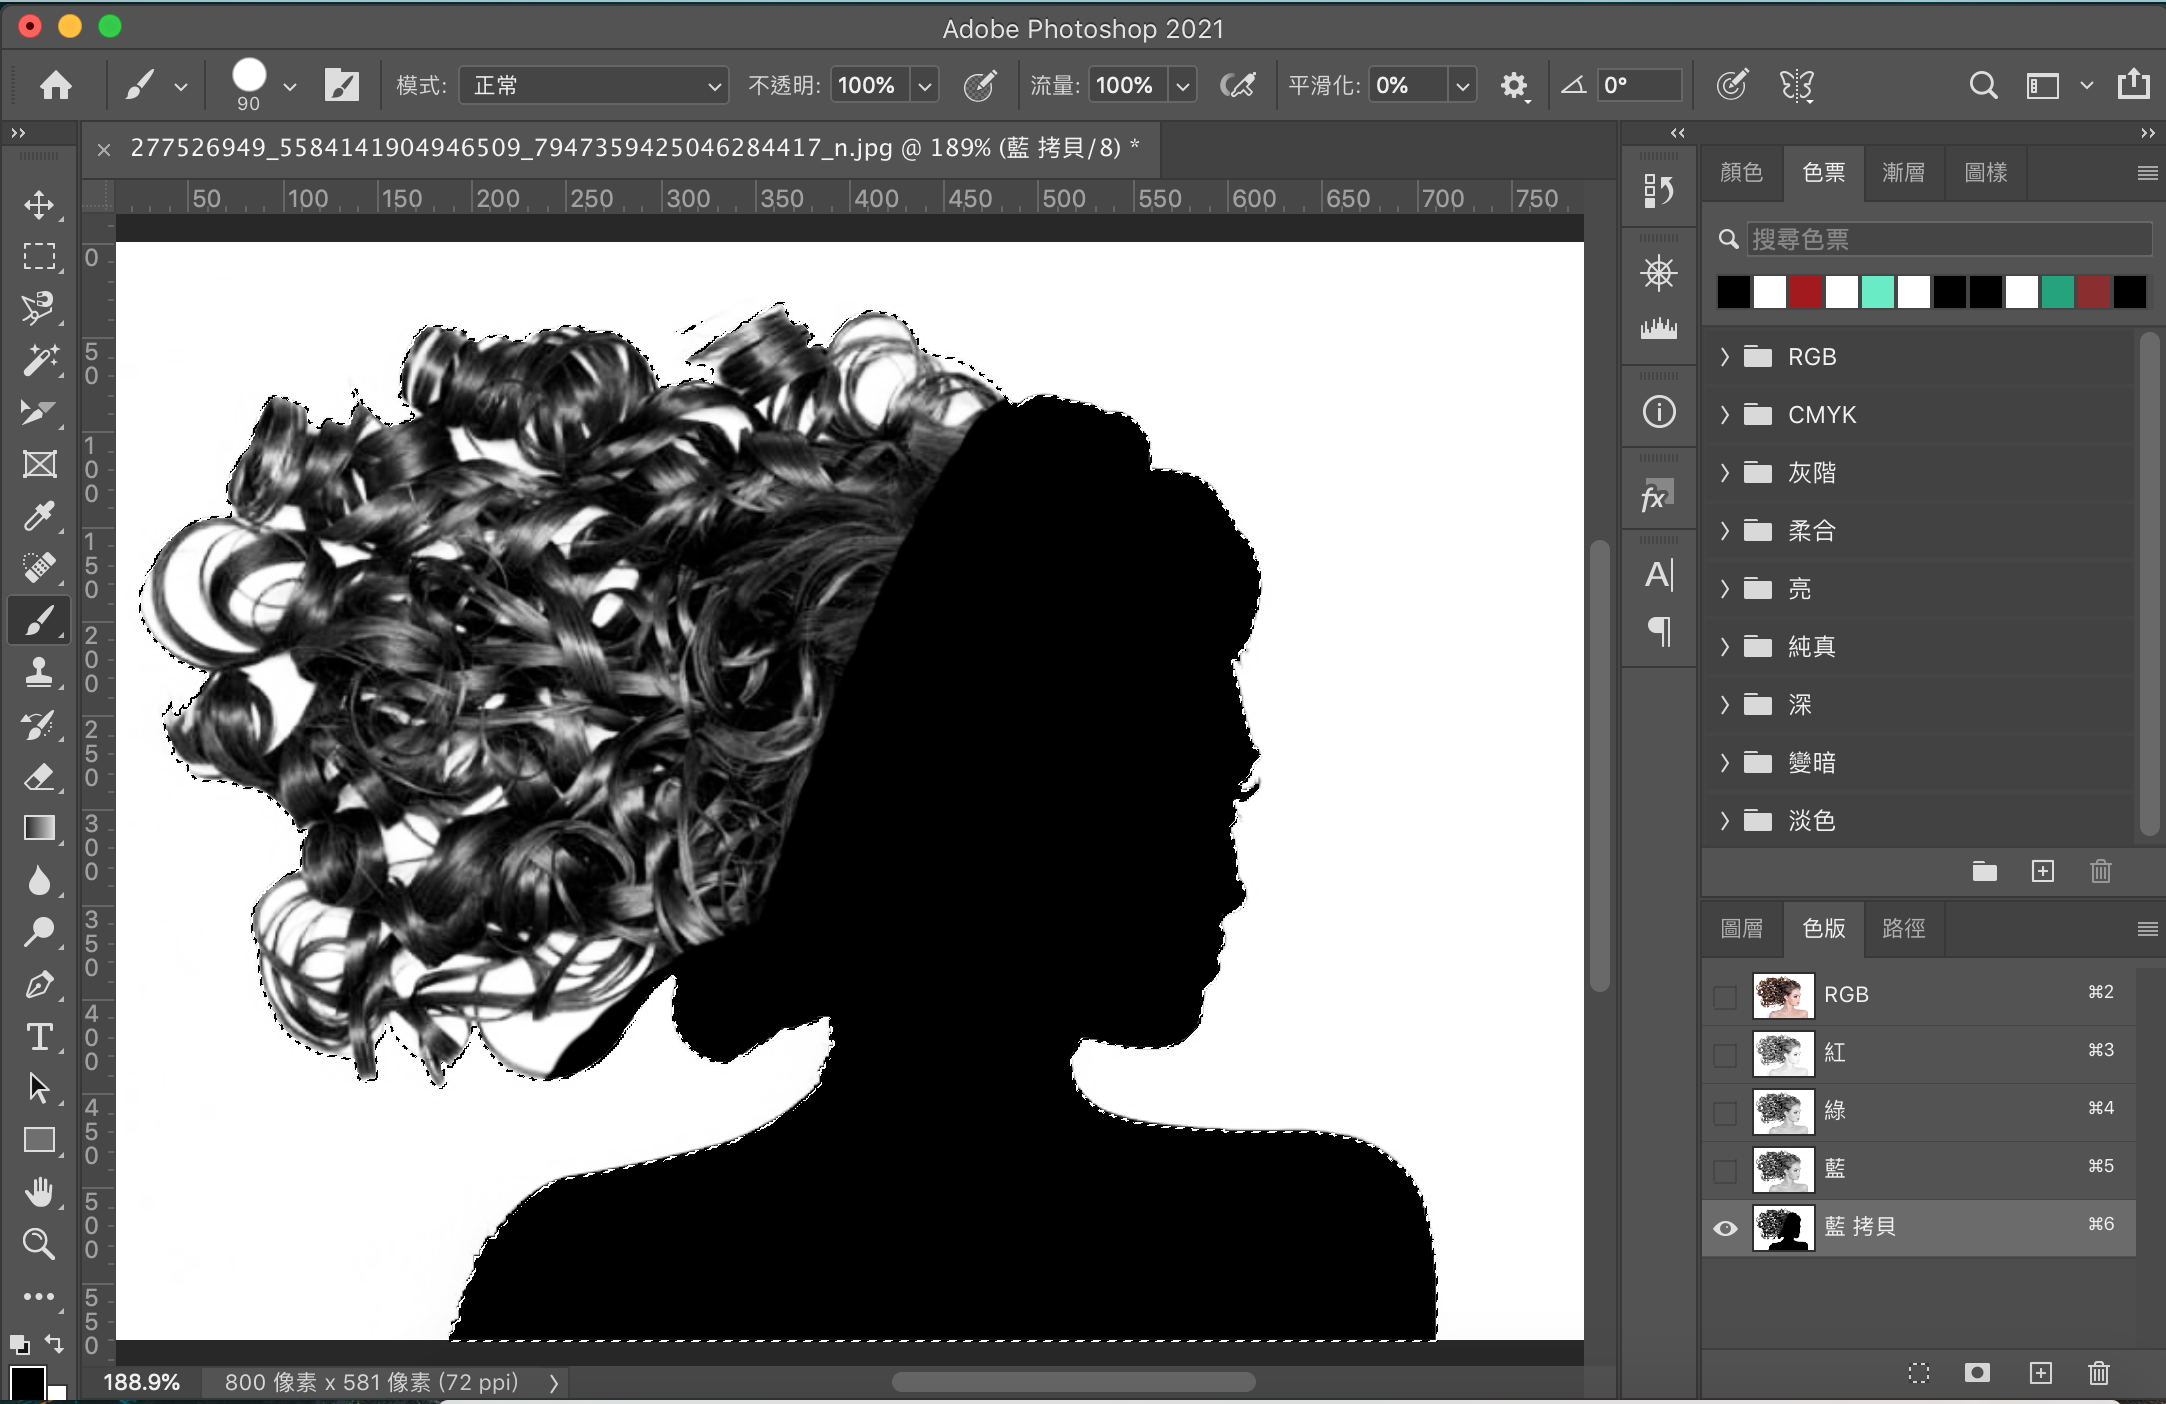 Adobe Photoshop 2021
90
模式: 正常 不透明: 100% 流量: 100% 平滑化: 0% 0°
277526949_5584141904946509_7947359425046284417_n.jpg @ 189% (藍 拷貝/8) *
50 100 150 200 250 300 350 400 450 500 550 600 650 700 750
0
50
100
150
200
250
300
350
400
450
500
550
188.9% 800 像素 x 581 像素 (72 ppi)
顏色 色票 漸層 圖樣
搜尋色票
RGB
CMYK
灰階
柔合
亮
純真
深
變暗
淡色
圖層 色版 路徑
RGB ⌘2
紅 ⌘3
綠 ⌘4
藍 ⌘5
藍 拷貝 ⌘6